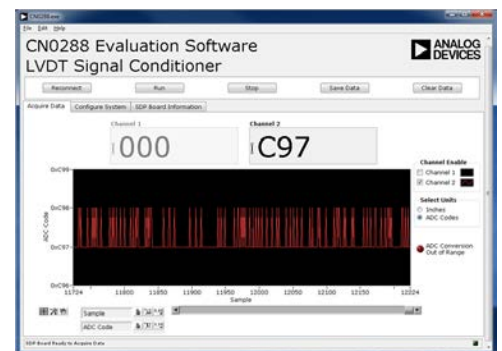 CN0288.exe
File Edit Help
CN0288 Evaluation Software
LVDT Signal Conditioner
ANALOG DEVICES
Reconnect Run Stop Save Data Clear Data
Acquire Data Configure System SDP Board Information
Channel 1 Channel 2
000 C97
Channel Enable
Channel 1
Channel 2
Select Units
Inches
ADC Codes
ADC Conversion Out of Range
0xC99
0xC98
0xC97
0xC96
ADC Code
11724 11800 11850 11900 11950 12000 12050 12100 12150 12224
Sample
Sample
ADC Code
SDP Board Ready to Acquire Data